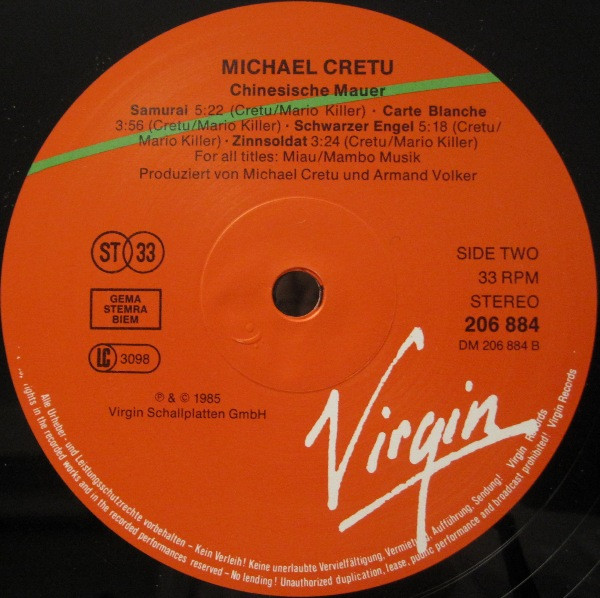 MICHAEL CRETU
Chinesische Mauer
Samurai 5:22 (Cretu/Mario Killer) · Carte Blanche
3:56 (Cretu/Mario Killer) · Schwarzer Engel 5:18 (Cretu/
Mario Killer) · Zinnsoldat 3:24 (Cretu/Mario Killer)
For all titles: Miau/Mambo Musik
Produziert von Michael Cretu und Armand Volker
ST 33
GEMA
STEMRA
BIEM
LC 3098
SIDE TWO
33 RPM
STEREO
206 884
DM 206 884 B
℗ & © 1985
Virgin Schallplatten GmbH
Virgin
Alle Urheber- und Leistungsschutzrechte vorbehalten – Kein Verleih! Keine unerlaubte Vervielfältigung, Vermietung, Aufführung, Sendung! Virgin Records
rights in the recorded works and in the recorded performances reserved – No lending! Unauthorized duplication, lease, public performance and broadcast prohibited! Virgin Records